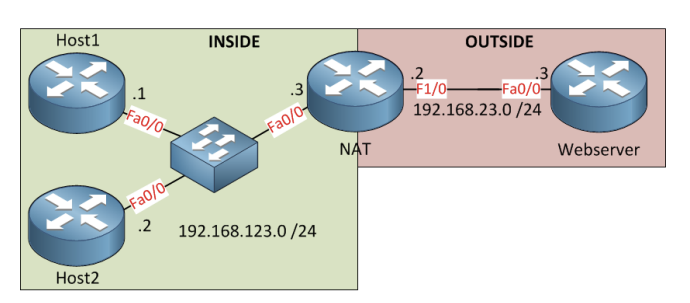 Host1
INSIDE
OUTSIDE
.1
Fa0/0
.3
Fa0/0
NAT
.2
F1/0
Fa0/0
.3
192.168.23.0 /24
Webserver
Fa0/0
.2
192.168.123.0 /24
Host2